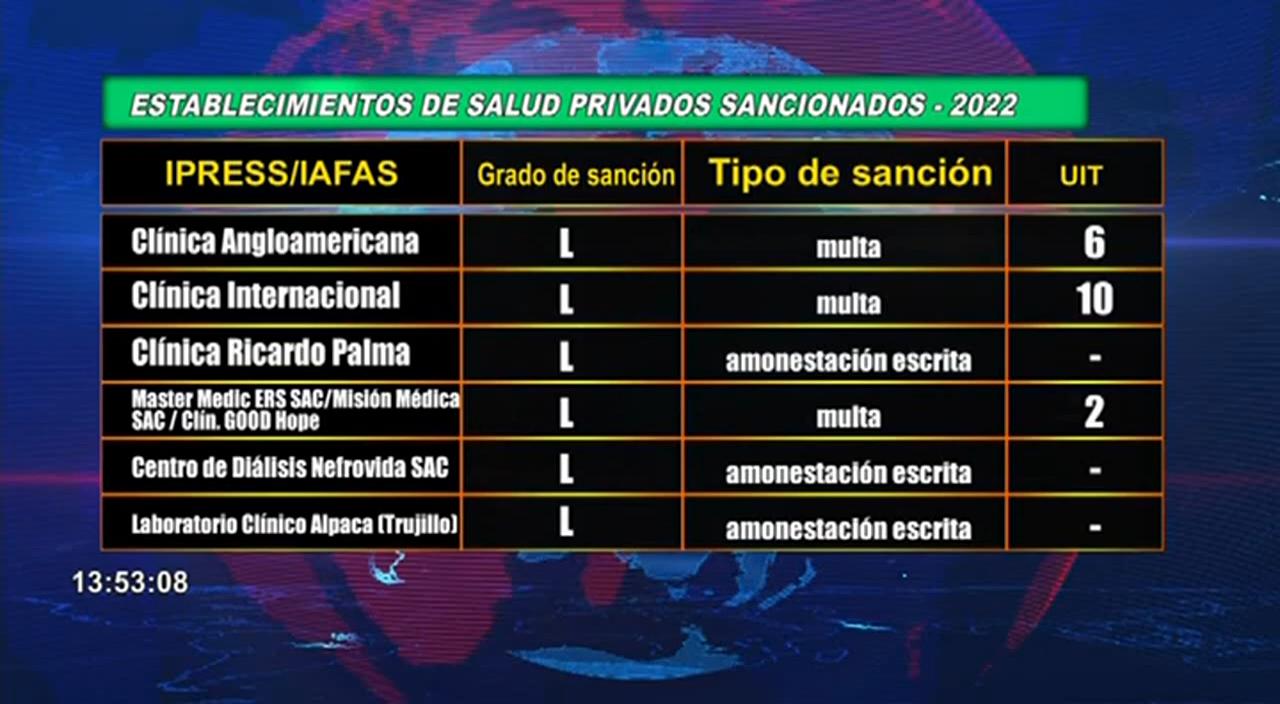 ESTABLECIMIENTOS DE SALUD PRIVADOS SANCIONADOS - 2022
IPRESS/IAFAS Grado de sanción Tipo de sanción UIT
Clínica Angloamericana L multa 6
Clínica Internacional L multa 10
Clínica Ricardo Palma L amonestación escrita -
Master Medic ERS SAC/Misión Médica
SAC / Clín. GOOD Hope L multa 2
Centro de Diálisis Nefrovida SAC L amonestación escrita -
Laboratorio Clínico Alpaca (Trujillo) L amonestación escrita -
13:53:08